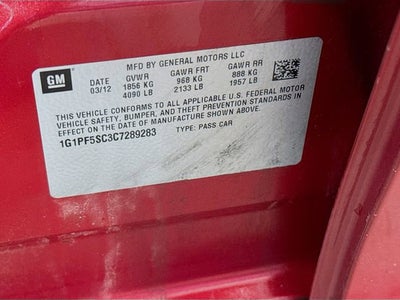 MFD BY GENERAL MOTORS LLC
GM
DATE GVWR GAWR FRT GAWR RR
03/12 1856 KG 968 KG 888 KG
4090 LB 2133 LB 1957 LB
THIS VEHICLE CONFORMS TO ALL APPLICABLE U.S. FEDERAL MOTOR
VEHICLE SAFETY, BUMPER, AND THEFT PREVENTION STANDARDS IN
EFFECT ON THE DATE OF MANUFACTURE SHOWN ABOVE.
1G1PF5SC3C7289283 TYPE: PASS CAR